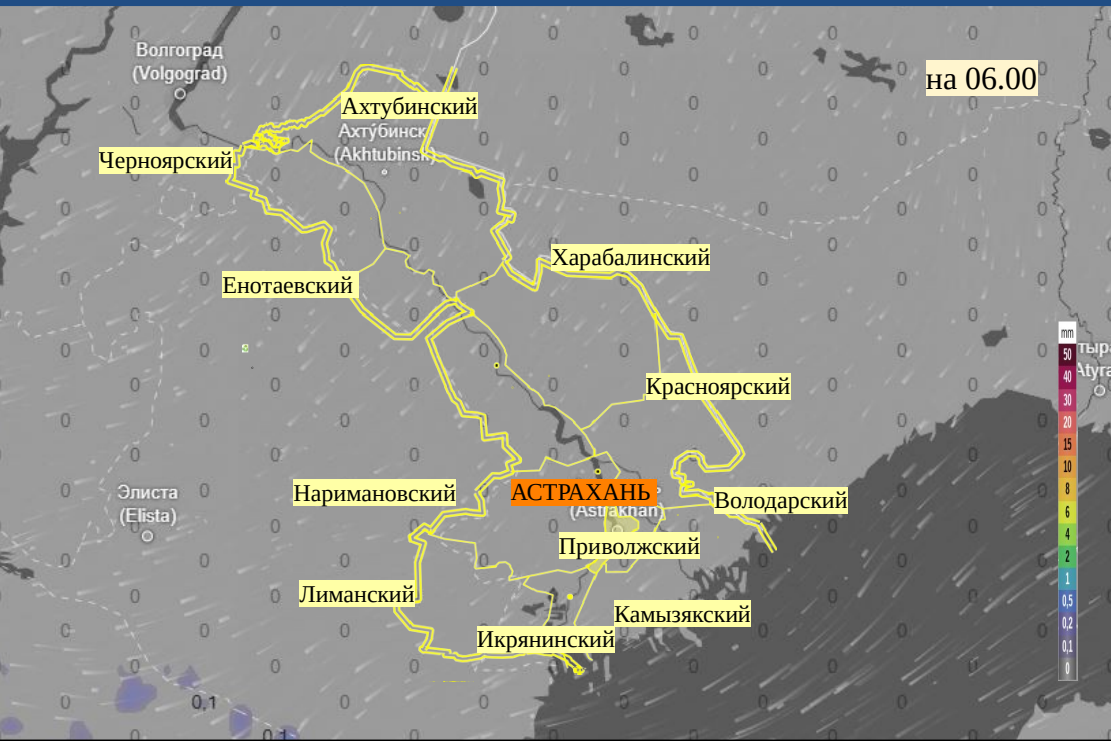 Волгоград
(Volgograd)
на 06.00
Ахтубинский
Ахту́бинск
(Akhtubinsk)
Черноярский
Харабалинский
Енотаевский
mm
50
40
30
20
15
10
8
6
4
2
1
0,5
0,2
0,1
0
Atyra
Красноярский
Элиста
(Elista)
Наримановский
АСТРАХАНЬ
(Astrakhan)
Володарский
Приволжский
Лиманский
Камызякский
Икрянинский
0.1